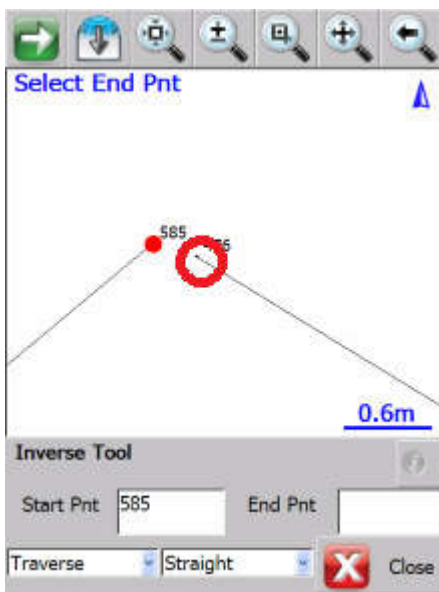 Select End Pnt
585
0.6m
Inverse Tool
Start Pnt 585 End Pnt
Traverse Straight Close